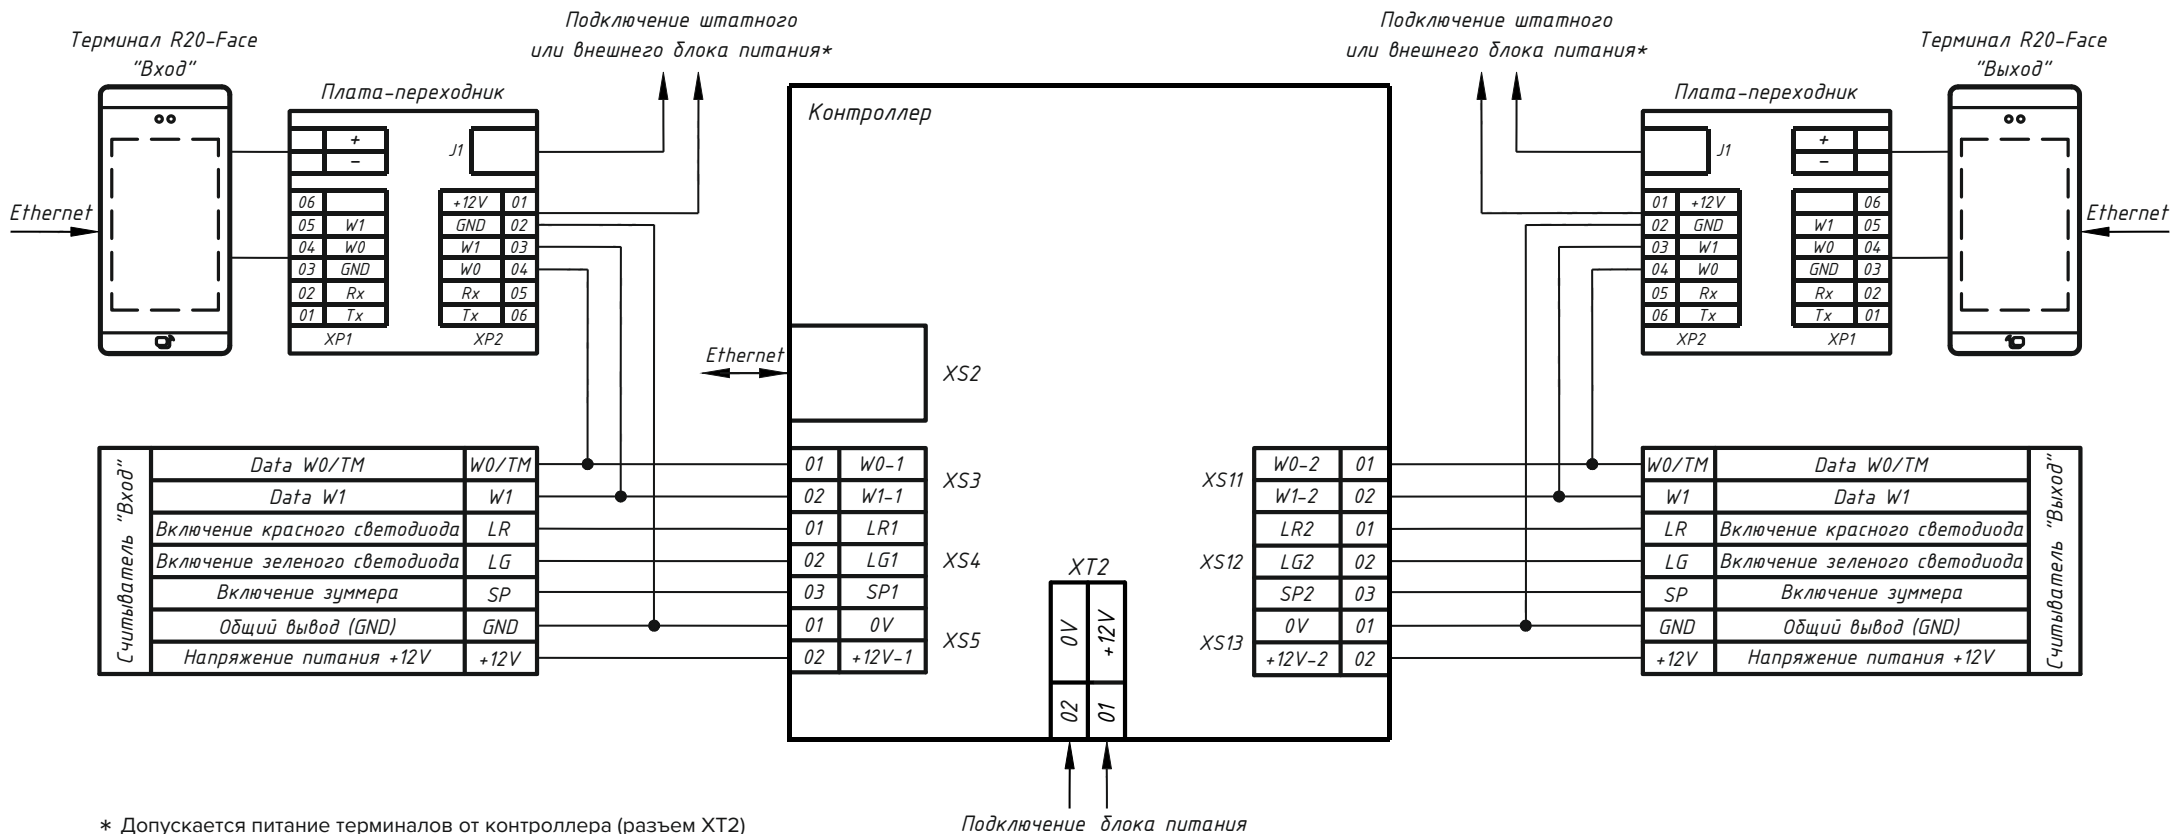 Подключение штатного
или внешнего блока питания*
Подключение штатного
или внешнего блока питания*
Терминал R20-Face
"Вход"
Терминал R20-Face
"Выход"
Плата-переходник
Контроллер
Плата-переходник
+
-
J1
J1
+
-
Ethernet
06
05 W1
04 W0
03 GND
02 Rx
01 Tx
XP1
+12V 01
GND 02
W1 03
W0 04
Rx 05
Tx 06
XP2
01 +12V
02 GND
03 W1
04 W0
05 Rx
06 Tx
XP2
06
W1 05
W0 04
GND 03
Rx 02
Tx 01
XP1
Ethernet
Ethernet
XS2
Считыватель "Вход"
Data W0/TM W0/TM
Data W1 W1
Включение красного светодиода LR
Включение зеленого светодиода LG
Включение зуммера SP
Общий вывод (GND) GND
Напряжение питания +12V +12V
01 W0-1
02 W1-1
XS3
01 LR1
02 LG1
03 SP1
XS4
01 0V
02 +12V-1
XS5
XT2
0V +12V
02 01
XS11
W0-2 01
W1-2 02
XS12
LR2 01
LG2 02
SP2 03
XS13
0V 01
+12V-2 02
W0/TM Data W0/TM
W1 Data W1
LR Включение красного светодиода
LG Включение зеленого светодиода
SP Включение зуммера
GND Общий вывод (GND)
+12V Напряжение питания +12V
Считыватель "Выход"
* Допускается питание терминалов от контроллера (разъем XT2)
Подключение блока питания